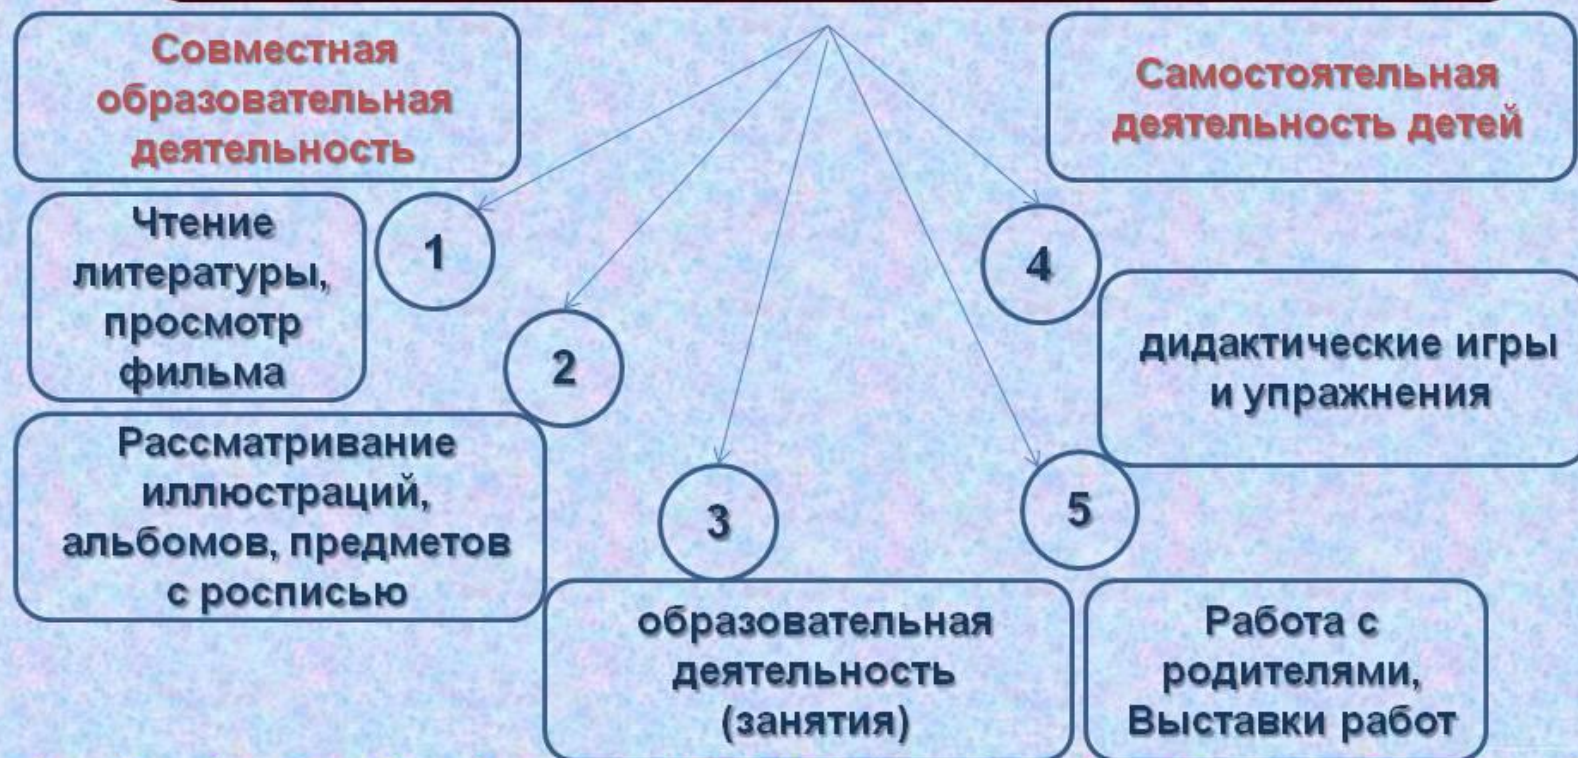 Совместная
образовательная
деятельность
Самостоятельная
деятельность детей
Чтение
литературы,
просмотр
фильма
1
2
3
4
5
дидактические игры
и упражнения
Рассматривание
иллюстраций,
альбомов, предметов
с росписью
образовательная
деятельность
(занятия)
Работа с
родителями,
Выставки работ